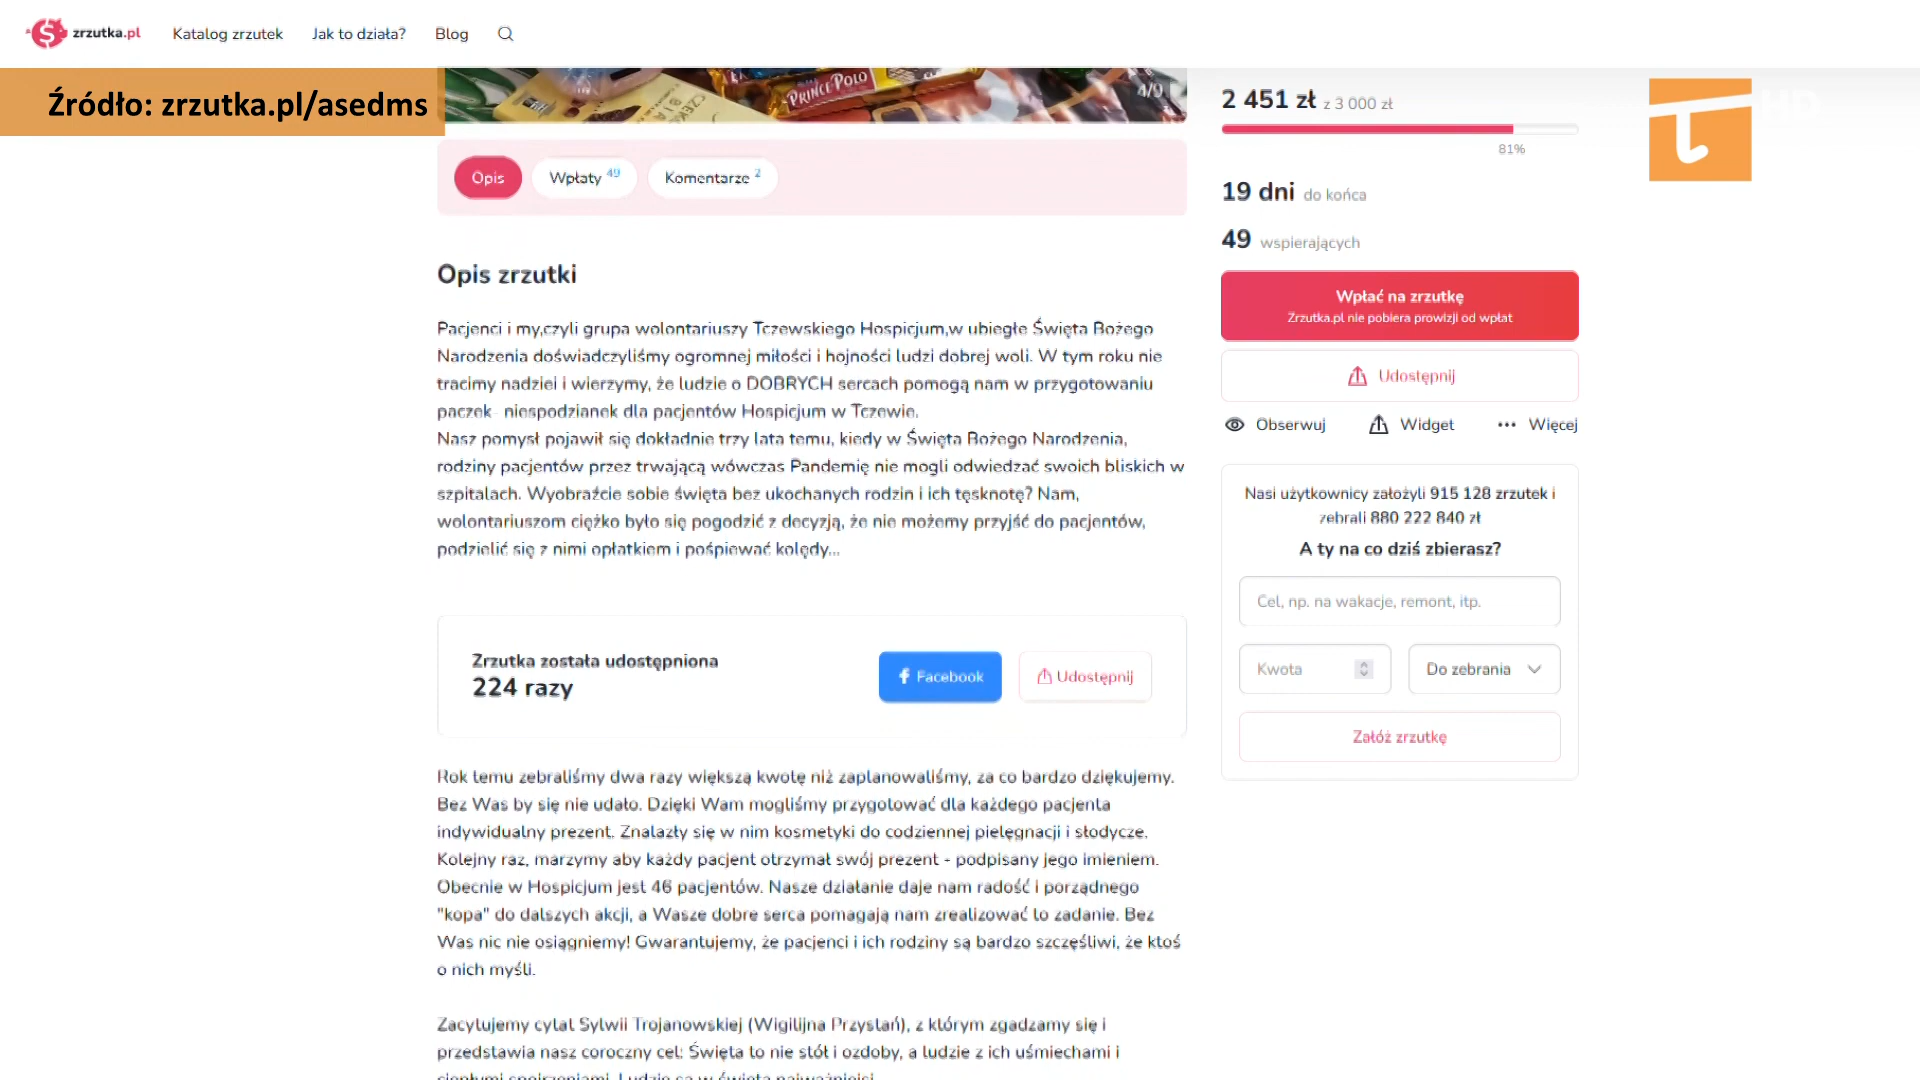 zrzutka.pl
Katalog zrzutek
Jak to działa?
Blog
Źródło: zrzutka.pl/asedms
PRINCE POLO
4/9
2 451 zł z 3 000 zł
81%
HD
Opis
Wpłaty 49
Komentarze 2
19 dni do końca
49 wspierających
Wpłać na zrzutkę
Zrzutka.pl nie pobiera prowizji od wpłat
Udostępnij
Obserwuj
Widget
Więcej
Opis zrzutki
Pacjenci i my,czyli grupa wolontariuszy Tczewskiego Hospicjum,w ubiegłe Święta Bożego
Narodzenia doświadczyliśmy ogromnej miłości i hojności ludzi dobrej woli. W tym roku nie
tracimy nadziei i wierzymy, że ludzie o DOBRYCH sercach pomogą nam w przygotowaniu
paczek- niespodzianek dla pacjentów Hospicjum w Tczewie.
Nasz pomysł pojawił się dokładnie trzy lata temu, kiedy w Święta Bożego Narodzenia,
rodziny pacjentów przez trwającą wówczas Pandemię nie mogli odwiedzać swoich bliskich w
szpitalach. Wyobraźcie sobie święta bez ukochanych rodzin i ich tęsknotę? Nam,
wolontariuszom ciężko było się pogodzić z decyzją, że nie możemy przyjść do pacjentów,
podzielić się z nimi opłatkiem i pośpiewać kolędy...
Nasi użytkownicy założyli 915 128 zrzutek i
zebrali 880 222 840 zł
A ty na co dziś zbierasz?
Cel, np. na wakacje, remont, itp.
Kwota
Do zebrania
Załóż zrzutkę
Zrzutka została udostępniona
224 razy
Facebook
Udostępnij
Rok temu zebraliśmy dwa razy większą kwotę niż zaplanowaliśmy, za co bardzo dziękujemy.
Bez Was by się nie udało. Dzięki Wam mogliśmy przygotować dla każdego pacjenta
indywidualny prezent. Znalazły się w nim kosmetyki do codziennej pielęgnacji i słodycze.
Kolejny raz, marzymy aby każdy pacjent otrzymał swój prezent - podpisany jego imieniem.
Obecnie w Hospicjum jest 46 pacjentów. Nasze działanie daje nam radość i porządnego
"kopa" do dalszych akcji, a Wasze dobre serca pomagają nam zrealizować to zadanie. Bez
Was nic nie osiągniemy! Gwarantujemy, że pacjenci i ich rodziny są bardzo szczęśliwi, że ktoś
o nich myśli.
Zacytujemy cytat Sylwii Trojanowskiej (Wigilijna Przystań), z którym zgadzamy się i
przedstawia nasz coroczny cel: Święta to nie stół i ozdoby, a ludzie z ich uśmiechami i
ciepłymi spojrzeniami. Ludzie są w święta najważniejsi.